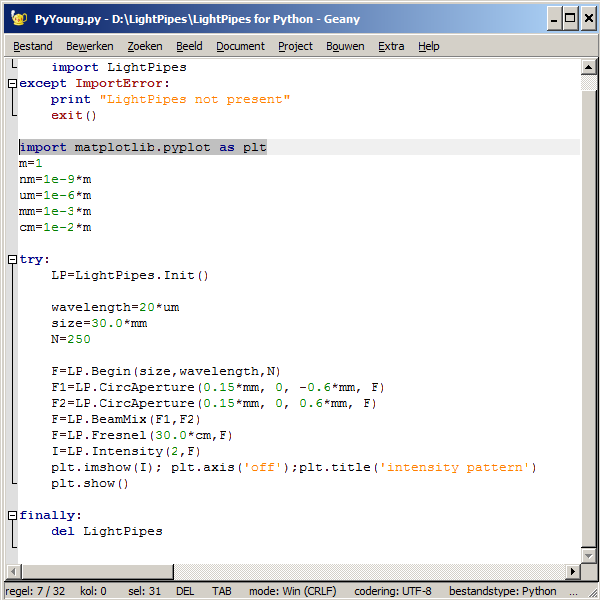 PyYoung.py - D:\LightPipes\LightPipes for Python - Geany
Bestand Bewerken Zoeken Beeld Document Project Bouwen Extra Help
import LightPipes
except ImportError:
print "LightPipes not present"
exit()
import matplotlib.pyplot as plt
m=1
nm=1e-9*m
um=1e-6*m
mm=1e-3*m
cm=1e-2*m
try:
LP=LightPipes.Init()
wavelength=20*um
size=30.0*mm
N=250
F=LP.Begin(size,wavelength,N)
F1=LP.CircAperture(0.15*mm, 0, -0.6*mm, F)
F2=LP.CircAperture(0.15*mm, 0, 0.6*mm, F)
F=LP.BeamMix(F1,F2)
F=LP.Fresnel(30.0*cm,F)
I=LP.Intensity(2,F)
plt.imshow(I); plt.axis('off');plt.title('intensity pattern')
plt.show()
finally:
del LightPipes
regel: 7 / 32 kol: 0 sel: 31 DEL TAB mode: Win (CRLF) codering: UTF-8 bestandstype: Python ...